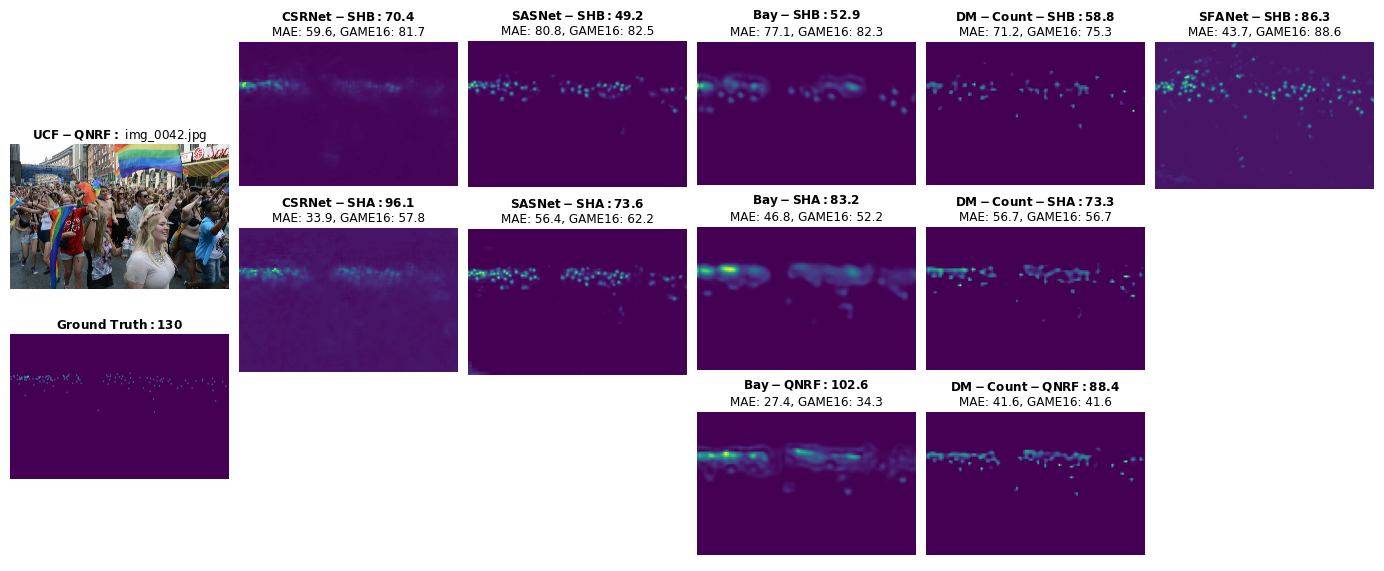 UCF − QNRF : img_0042.jpg
Ground Truth : 130
CSRNet − SHB : 70.4
MAE: 59.6, GAME16: 81.7
SASNet − SHB : 49.2
MAE: 80.8, GAME16: 82.5
Bay − SHB : 52.9
MAE: 77.1, GAME16: 82.3
DM − Count − SHB : 58.8
MAE: 71.2, GAME16: 75.3
SFANet − SHB : 86.3
MAE: 43.7, GAME16: 88.6
CSRNet − SHA : 96.1
MAE: 33.9, GAME16: 57.8
SASNet − SHA : 73.6
MAE: 56.4, GAME16: 62.2
Bay − SHA : 83.2
MAE: 46.8, GAME16: 52.2
DM − Count − SHA : 73.3
MAE: 56.7, GAME16: 56.7
Bay − QNRF : 102.6
MAE: 27.4, GAME16: 34.3
DM − Count − QNRF : 88.4
MAE: 41.6, GAME16: 41.6